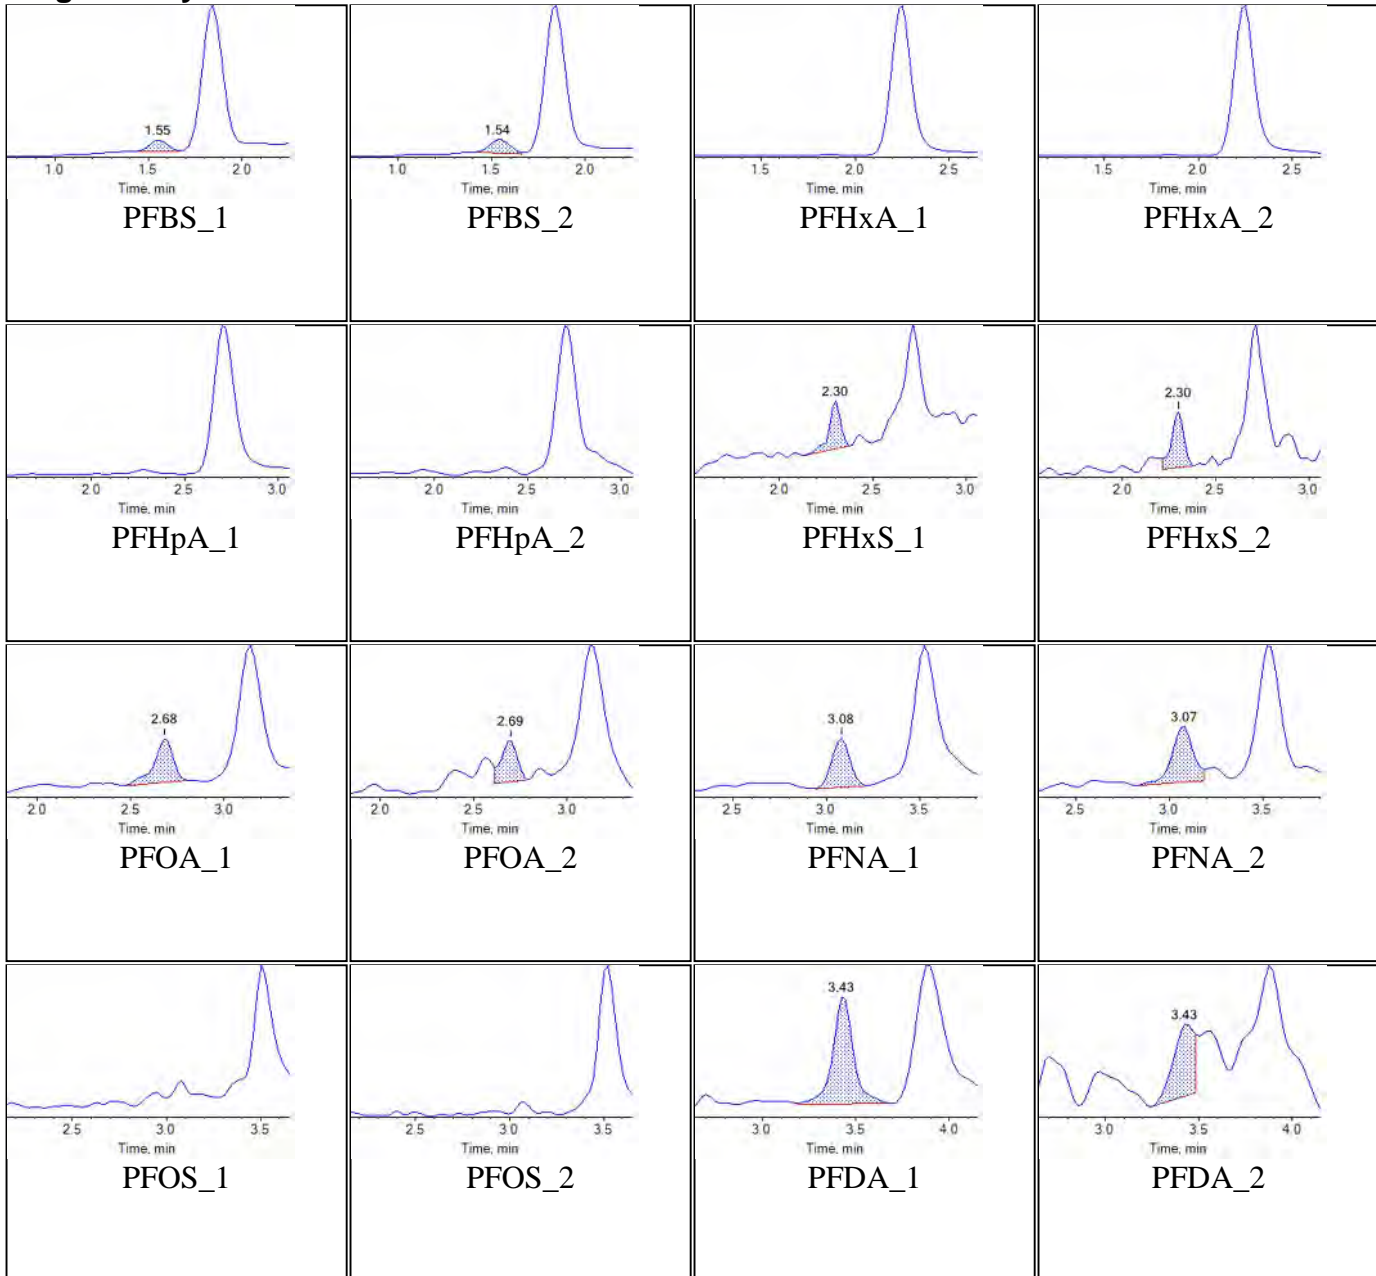 1.55
1.0 1.5 2.0
Time, min
PFBS_1
1.54
1.0 1.5 2.0
Time, min
PFBS_2
1.5 2.0 2.5
Time, min
PFHxA_1
1.5 2.0 2.5
Time, min
PFHxA_2
2.0 2.5 3.0
Time, min
PFHpA_1
2.0 2.5 3.0
Time, min
PFHpA_2
2.30
2.0 2.5 3.0
Time, min
PFHxS_1
2.30
2.0 2.5 3.0
Time, min
PFHxS_2
2.68
2.0 3.0
Time, min
PFOA_1
2.69
2.0 3.0
Time, min
PFOA_2
3.08
2.5 3.0 3.5
Time, min
PFNA_1
3.07
2.5 3.0 3.5
Time, min
PFNA_2
2.5 3.0 3.5
Time, min
PFOS_1
2.5 3.0 3.5
Time, min
PFOS_2
3.43
3.0 4.0
Time, min
PFDA_1
3.43
3.0 3.5 4.0
Time, min
PFDA_2